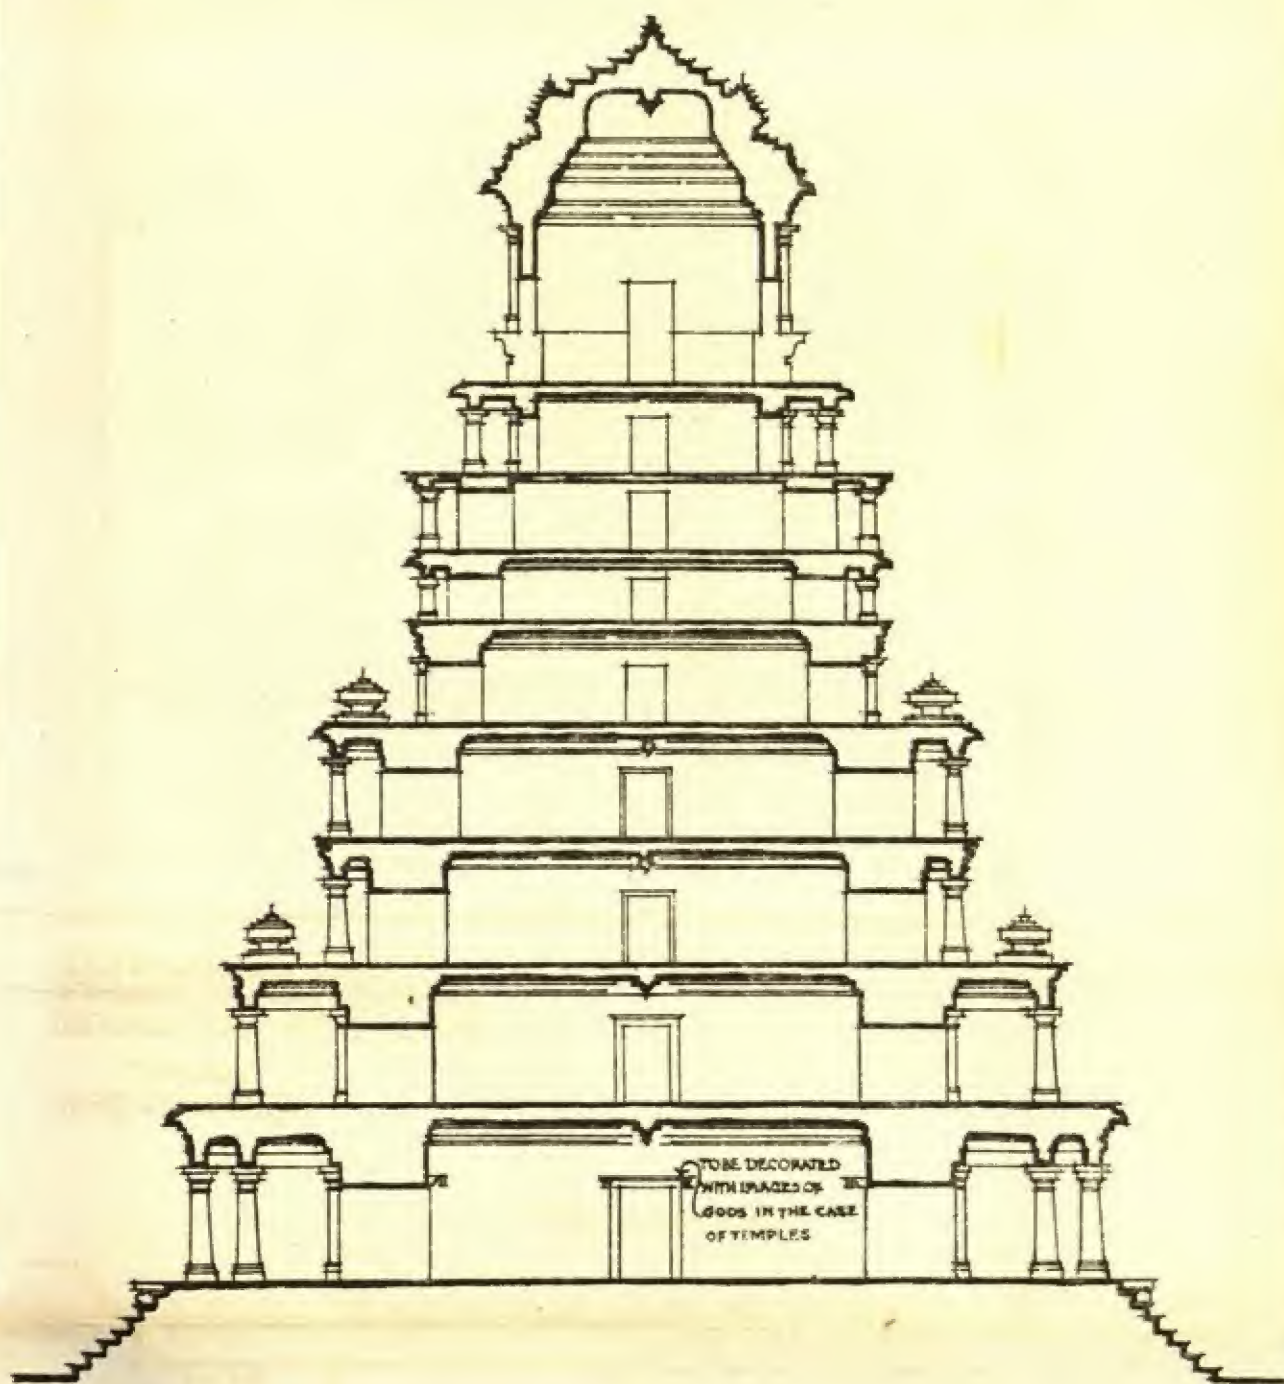 TO BE DECORATED
WITH IMAGES OF
GODS IN THE CASE
OF TEMPLES